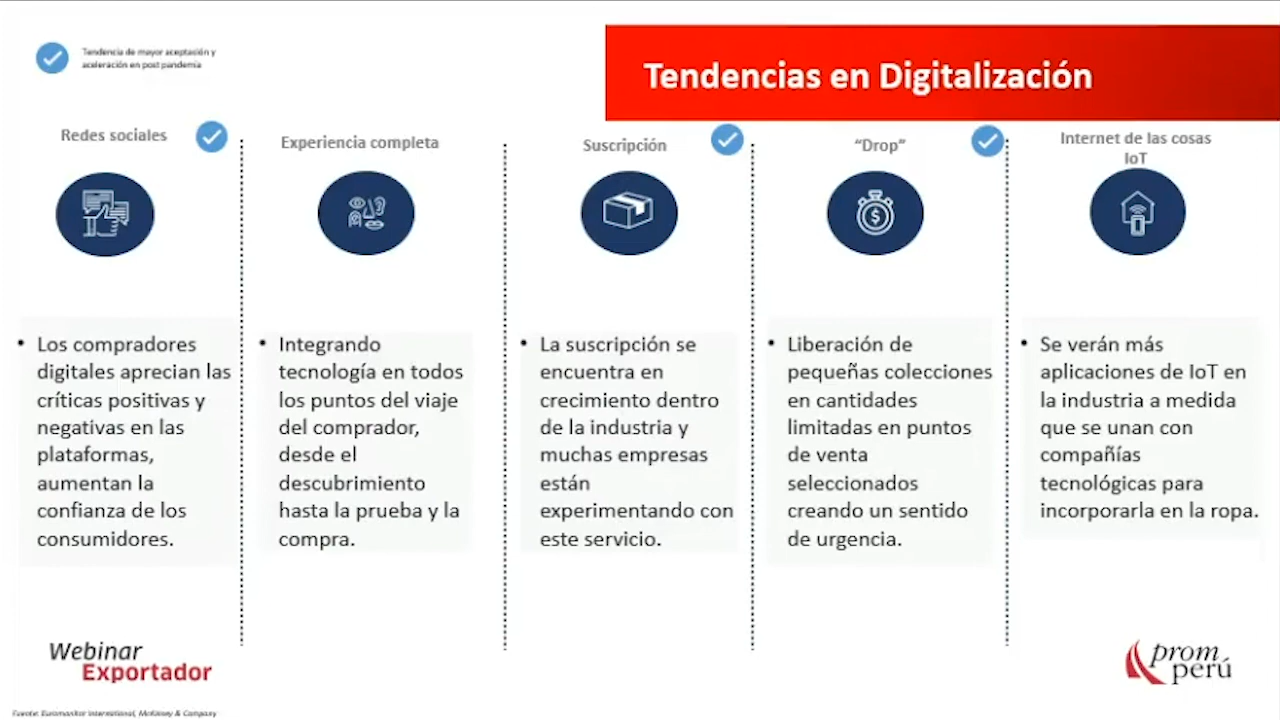 Tendencia de mayor aceptación y
aceleración en post pandemia
Tendencias en Digitalización
Redes sociales
Los compradores
digitales aprecian las
críticas positivas y
negativas en las
plataformas,
aumentan la
confianza de los
consumidores.
Experiencia completa
Integrando
tecnología en todos
los puntos del viaje
del comprador,
desde el
descubrimiento
hasta la prueba y la
compra.
Suscripción
La suscripción se
encuentra en
crecimiento dentro
de la industria y
muchas empresas
están
experimentando con
este servicio.
“Drop”
$
Liberación de
pequeñas colecciones
en cantidades
limitadas en puntos
de venta
seleccionados
creando un sentido
de urgencia.
Internet de las cosas
IoT
Se verán más
aplicaciones de IoT en
la industria a medida
que se unan con
compañías
tecnológicas para
incorporarla en la ropa.
Webinar
Exportador
prom
perú
Fuente: Euromonitor International, McKinsey & Company